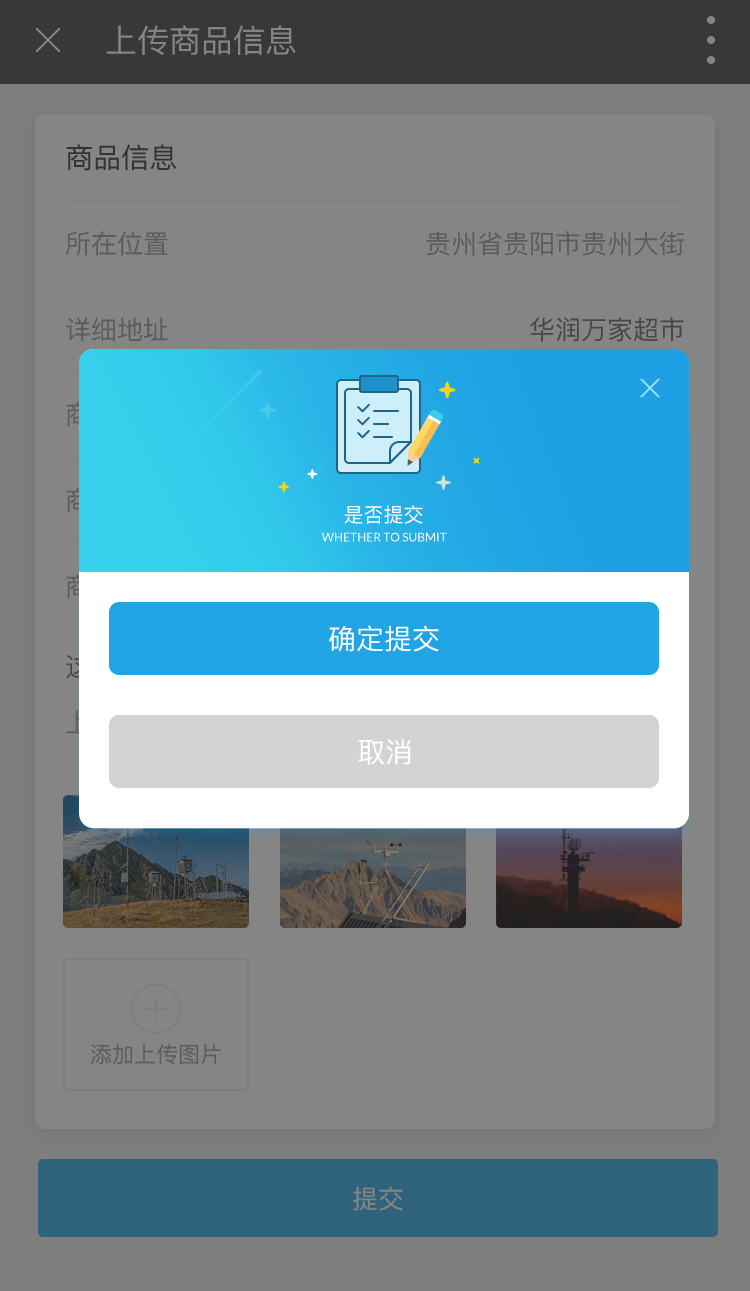 上传商品信息
商品信息
所在位置 贵州省贵阳市贵州大街
详细地址 华润万家超市
是否提交
WHETHER TO SUBMIT
确定提交
取消
添加上传图片
提交